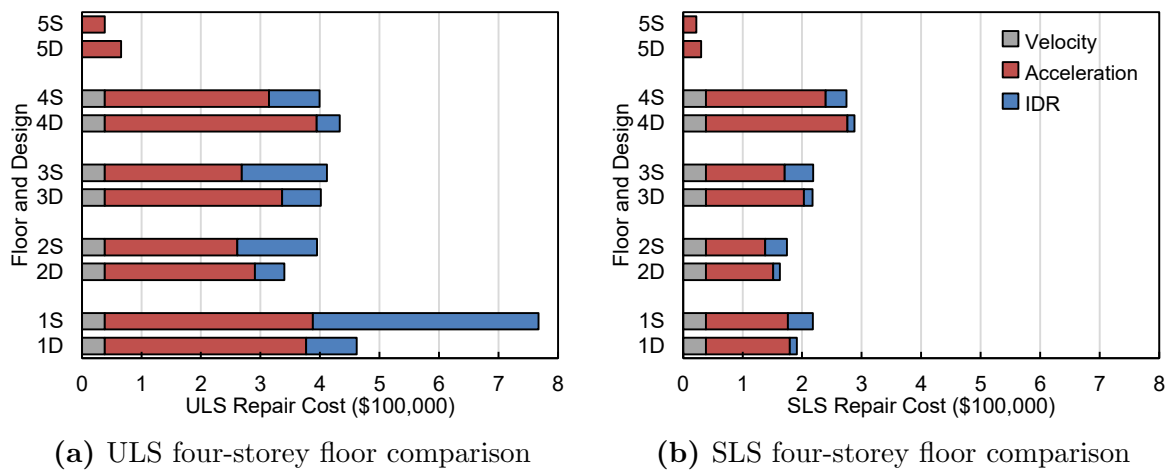 5S
5D
4S
4D
3S
3D
2S
2D
1S
1D
Floor and Design
0 1 2 3 4 5 6 7 8
ULS Repair Cost ($100,000)
(a) ULS four-storey floor comparison
5S
5D
4S
4D
3S
3D
2S
2D
1S
1D
Floor and Design
Velocity
Acceleration
IDR
0 1 2 3 4 5 6 7 8
SLS Repair Cost ($100,000)
(b) SLS four-storey floor comparison